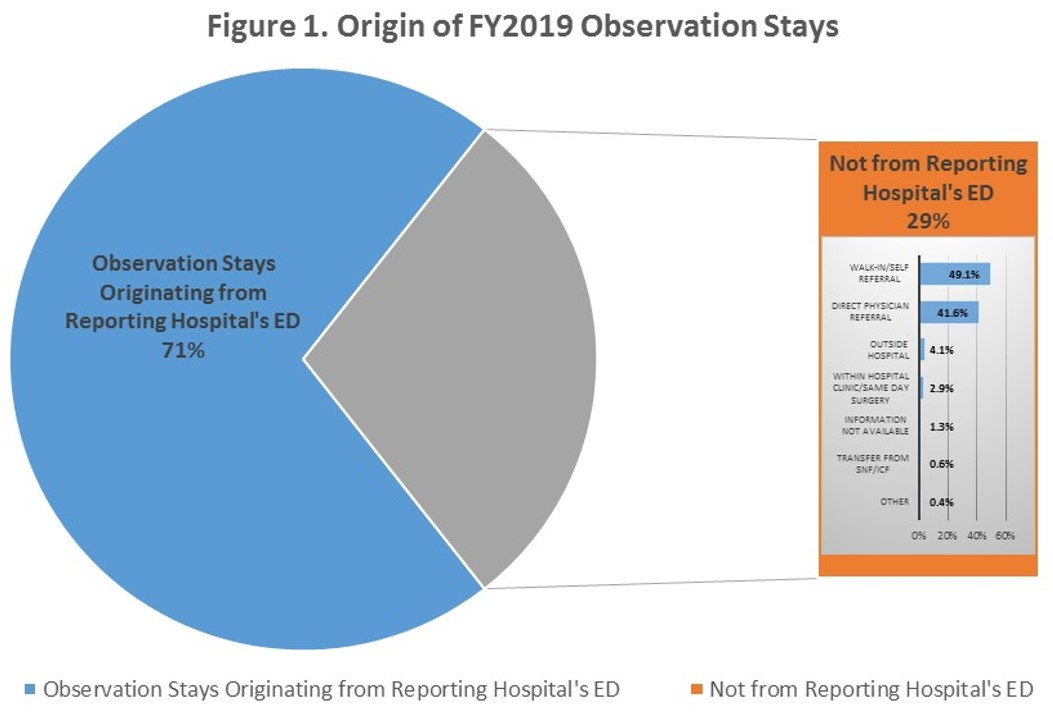 Figure 1. Origin of FY2019 Observation Stays
Observation Stays
Originating from
Reporting Hospital's ED
71%
Not from Reporting
Hospital's ED
29%
WALK-IN/SELF
REFERRAL
49.1%
DIRECT PHYSICIAN
REFERRAL
41.6%
OUTSIDE
HOSPITAL
4.1%
WITHIN HOSPITAL
CLINIC/SAME DAY
SURGERY
2.9%
INFORMATION
NOT AVAILABLE
1.3%
TRANSFER FROM
SNF/ICF
0.6%
OTHER
0.4%
0% 20% 40% 60%
Observation Stays Originating from Reporting Hospital's ED
Not from Reporting Hospital's ED